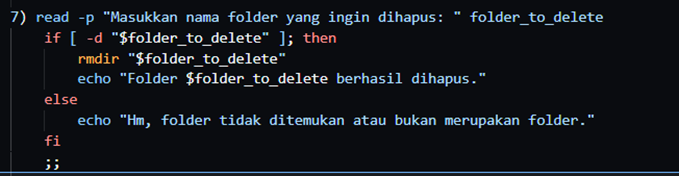 7) read -p "Masukkan nama folder yang ingin dihapus: " folder_to_delete
if [ -d "$folder_to_delete" ]; then
rmdir "$folder_to_delete"
echo "Folder $folder_to_delete berhasil dihapus."
else
echo "Hm, folder tidak ditemukan atau bukan merupakan folder."
fi
;;